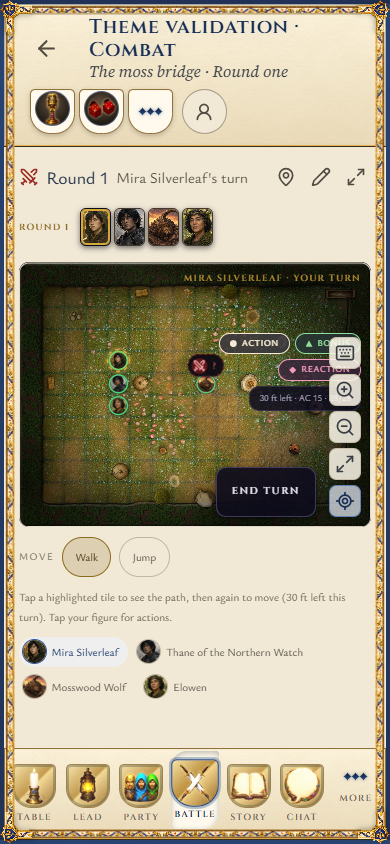 Theme validation ·
Combat
The moss bridge · Round one
Round 1 Mira Silverleaf's turn
ROUND 1
MIRA SILVERLEAF · YOUR TURN
ACTION
REACTION
30 ft left · AC 15 ·
END TURN
MOVE Walk Jump
Tap a highlighted tile to see the path, then again to move (30 ft left this
turn). Tap your figure for actions.
Mira Silverleaf Thane of the Northern Watch
Mosswood Wolf Elowen
TABLE LEAD PARTY BATTLE STORY CHAT MORE